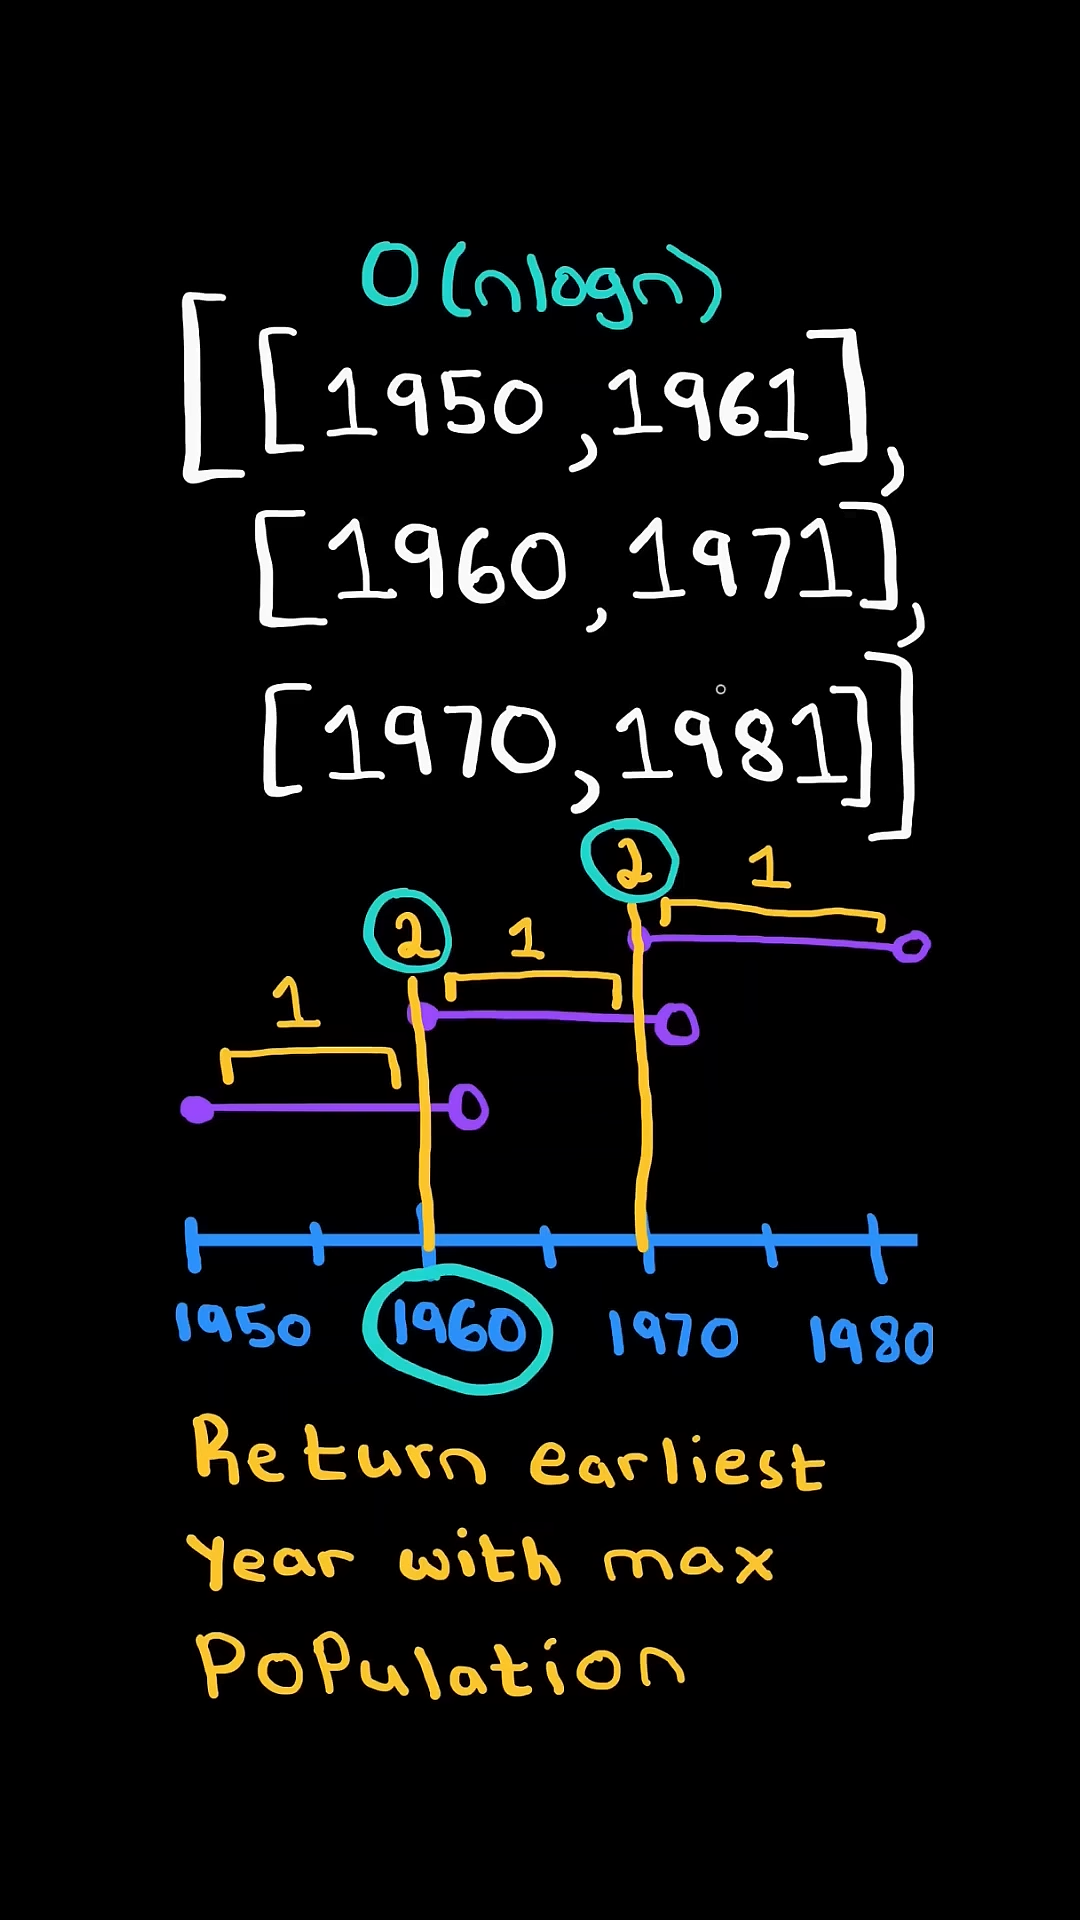 O(nlogn)
[[1950,1961],
[1960,1971],
[1970,1981]]
2 1
2 1
1
1950 1960 1970 1980
Return earliest
year with max
Population